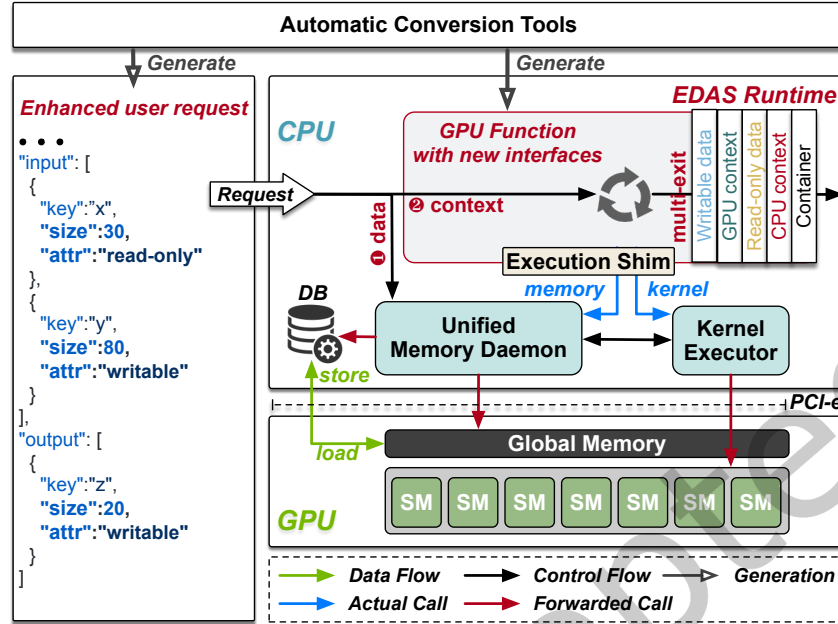 Automatic Conversion Tools
Generate
Generate
Enhanced user request
• • •
"input": [
{
"key":"x",
"size":30,
"attr":"read-only"
},
{
"key":"y",
"size":80,
"attr":"writable"
}
],
"output": [
{
"key":"z",
"size":20,
"attr":"writable"
}
]
EDAS Runtime
CPU
GPU Function
with new interfaces
Request
❶ data
❷ context
multi-exit
Writable data
GPU context
Read-only data
CPU context
Container
Execution Shim
memory
kernel
DB
store
Unified
Memory Daemon
Kernel
Executor
PCI-e
load
Global Memory
GPU
SM SM SM SM SM SM SM
Data Flow
Control Flow
Generation
Actual Call
Forwarded Call